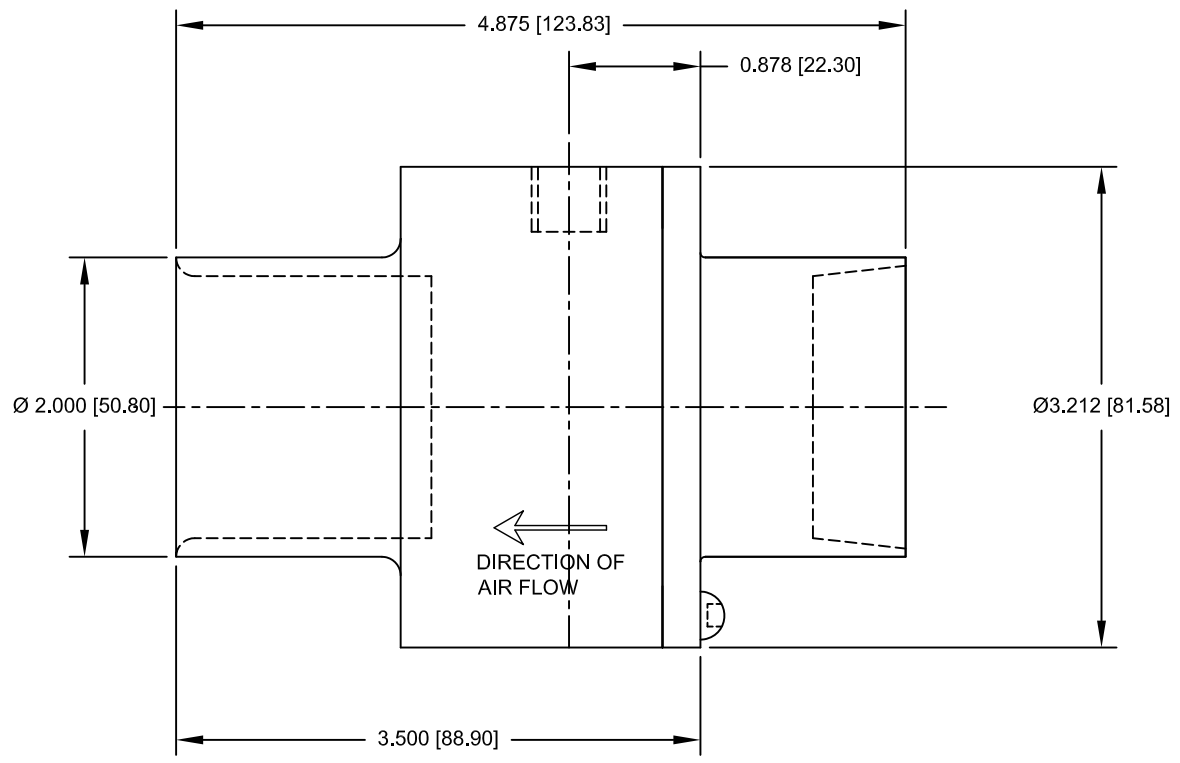 4.875 [123.83]
0.878 [22.30]
Ø 2.000 [50.80]
Ø3.212 [81.58]
DIRECTION OF
AIR FLOW
3.500 [88.90]